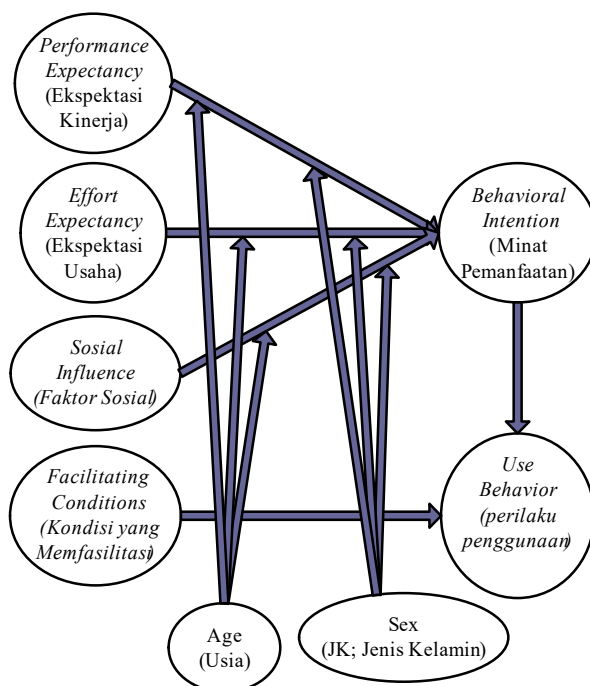 Performance
Expectancy
(Ekspektasi
Kinerja)
Effort
Expectancy
(Ekspektasi
Usaha)
Behavioral
Intention
(Minat
Pemanfaatan)
Sosial
Influence
(Faktor Sosial)
Facilitating
Conditions
(Kondisi yang
Memfasilitasi)
Use
Behavior
(perilaku
penggunaan)
Age
(Usia)
Sex
(JK; Jenis Kelamin)